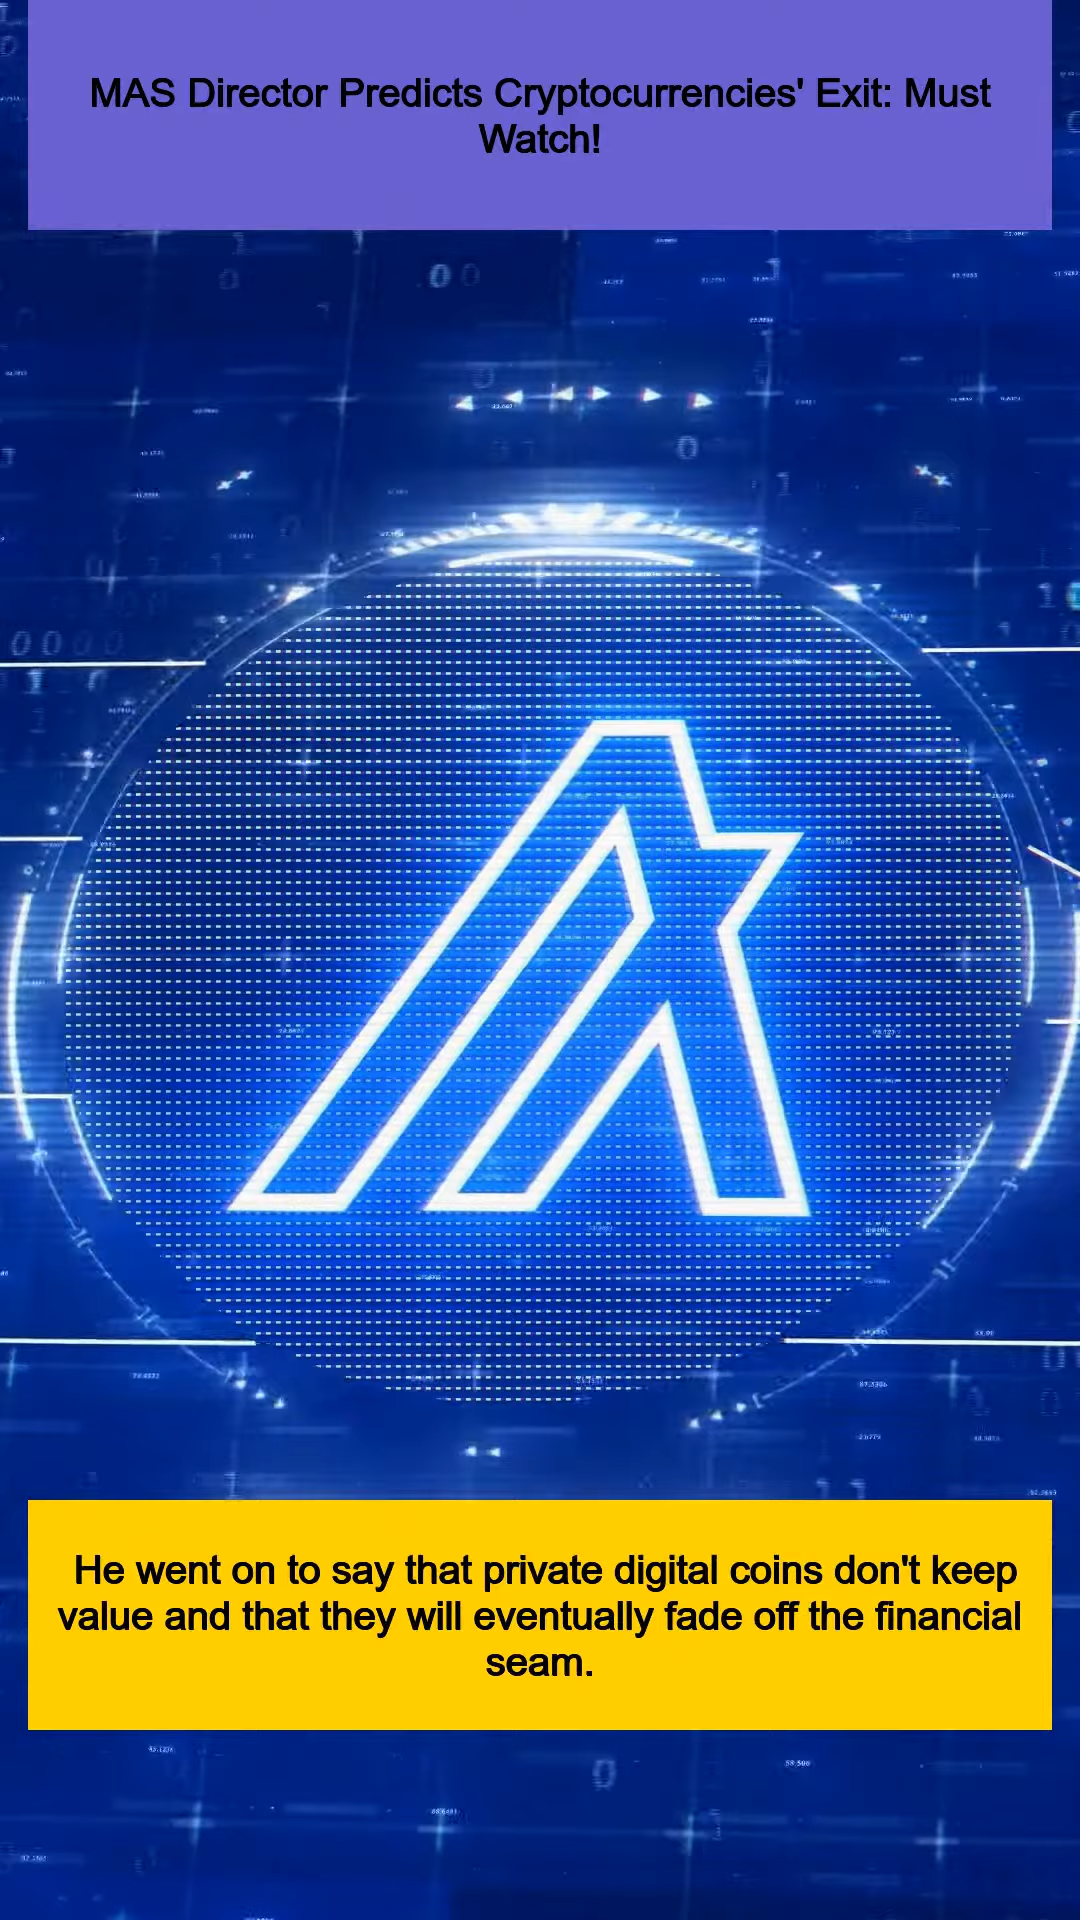 MAS Director Predicts Cryptocurrencies' Exit: Must
Watch!
He went on to say that private digital coins don't keep
value and that they will eventually fade off the financial
seam.